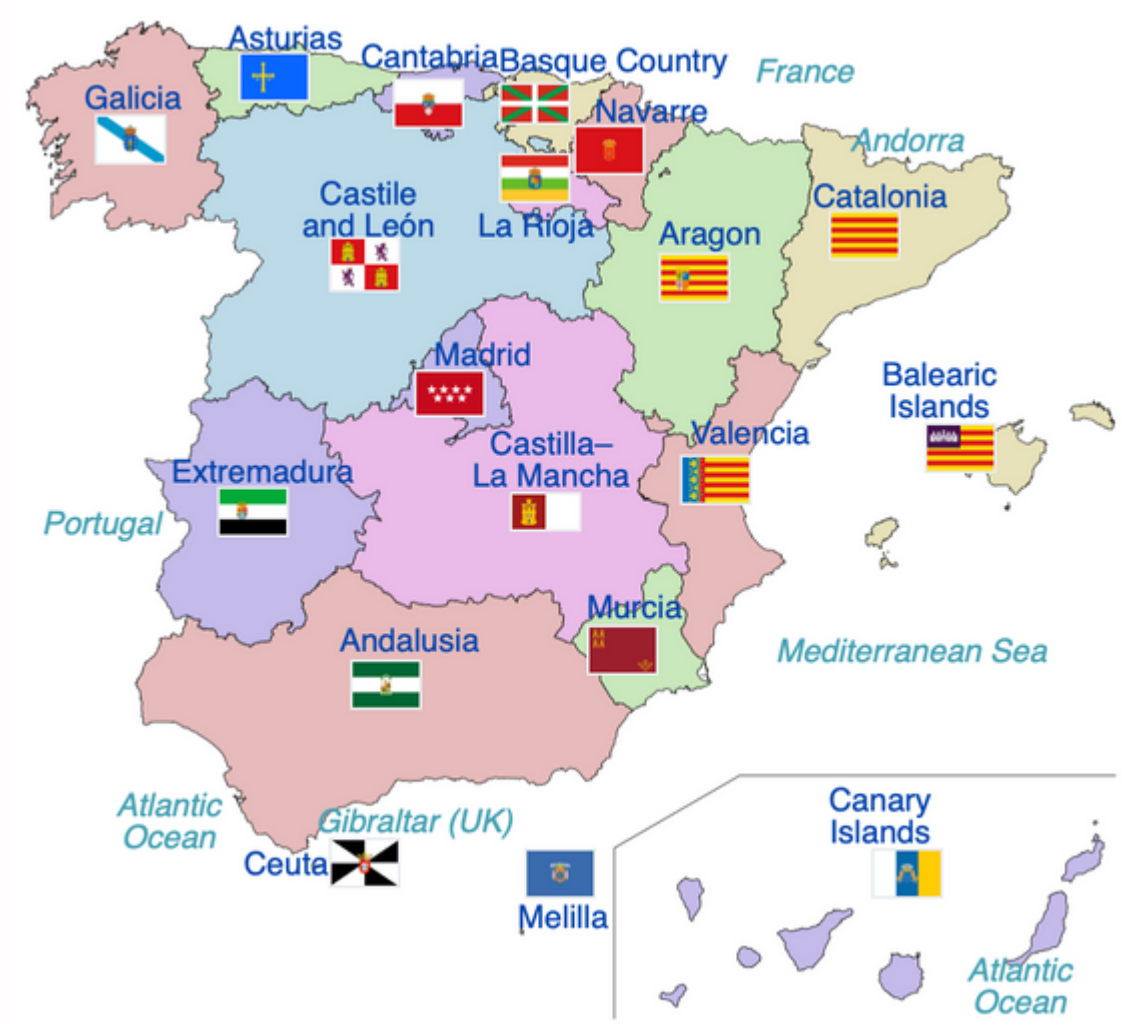 Asturias
Cantabria
Basque Country
France
Galicia
Navarre
Andorra
Castile
and León
Catalonia
La Rioja
Aragon
Madrid
Balearic
Islands
Valencia
Castilla–
La Mancha
Extremadura
Portugal
Murcia
Andalusia
Mediterranean Sea
Atlantic
Ocean
Gibraltar (UK)
Ceuta
Melilla
Canary
Islands
Atlantic
Ocean